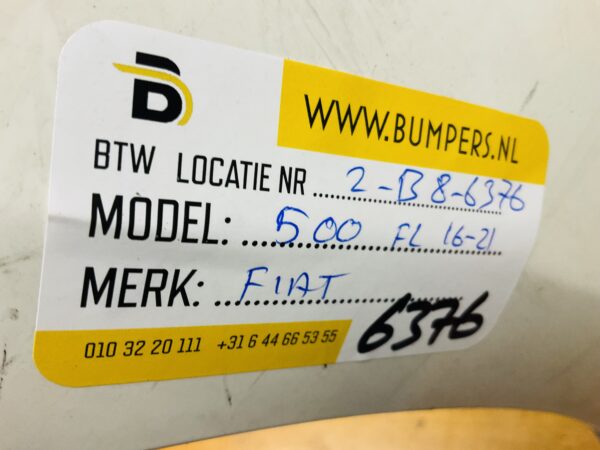 B
WWW.BUMPERS.NL
BTW LOCATIE NR 2-B8-6376
MODEL: 500 FL 16-21
MERK: FIAT
010 32 20 111 +31 6 44 66 53 55
6376